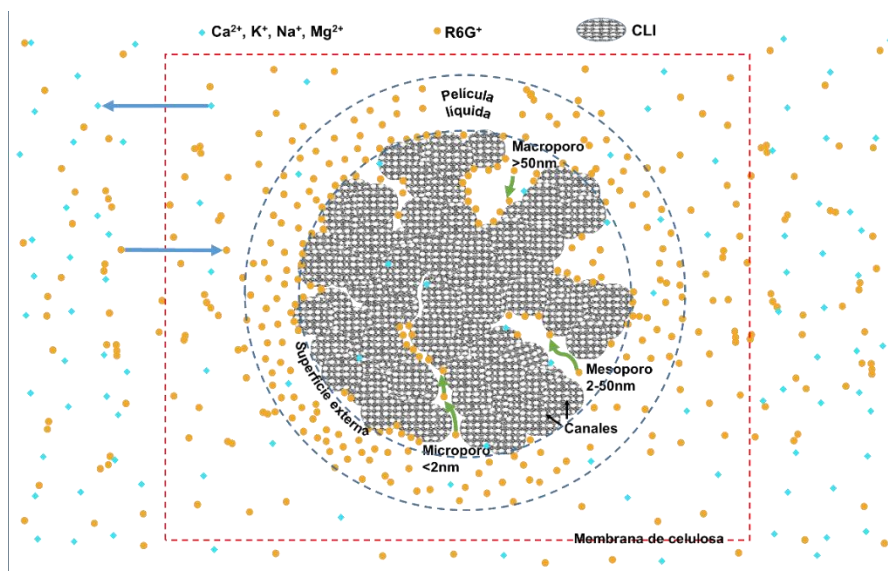 Ca²⁺, K⁺, Na⁺, Mg²⁺
R6G⁺
CLI
Película
líquida
Macroporo
>50nm
Mesoporo
2-50nm
Superficie externa
Canales
Microporo
<2nm
Membrana de celulosa